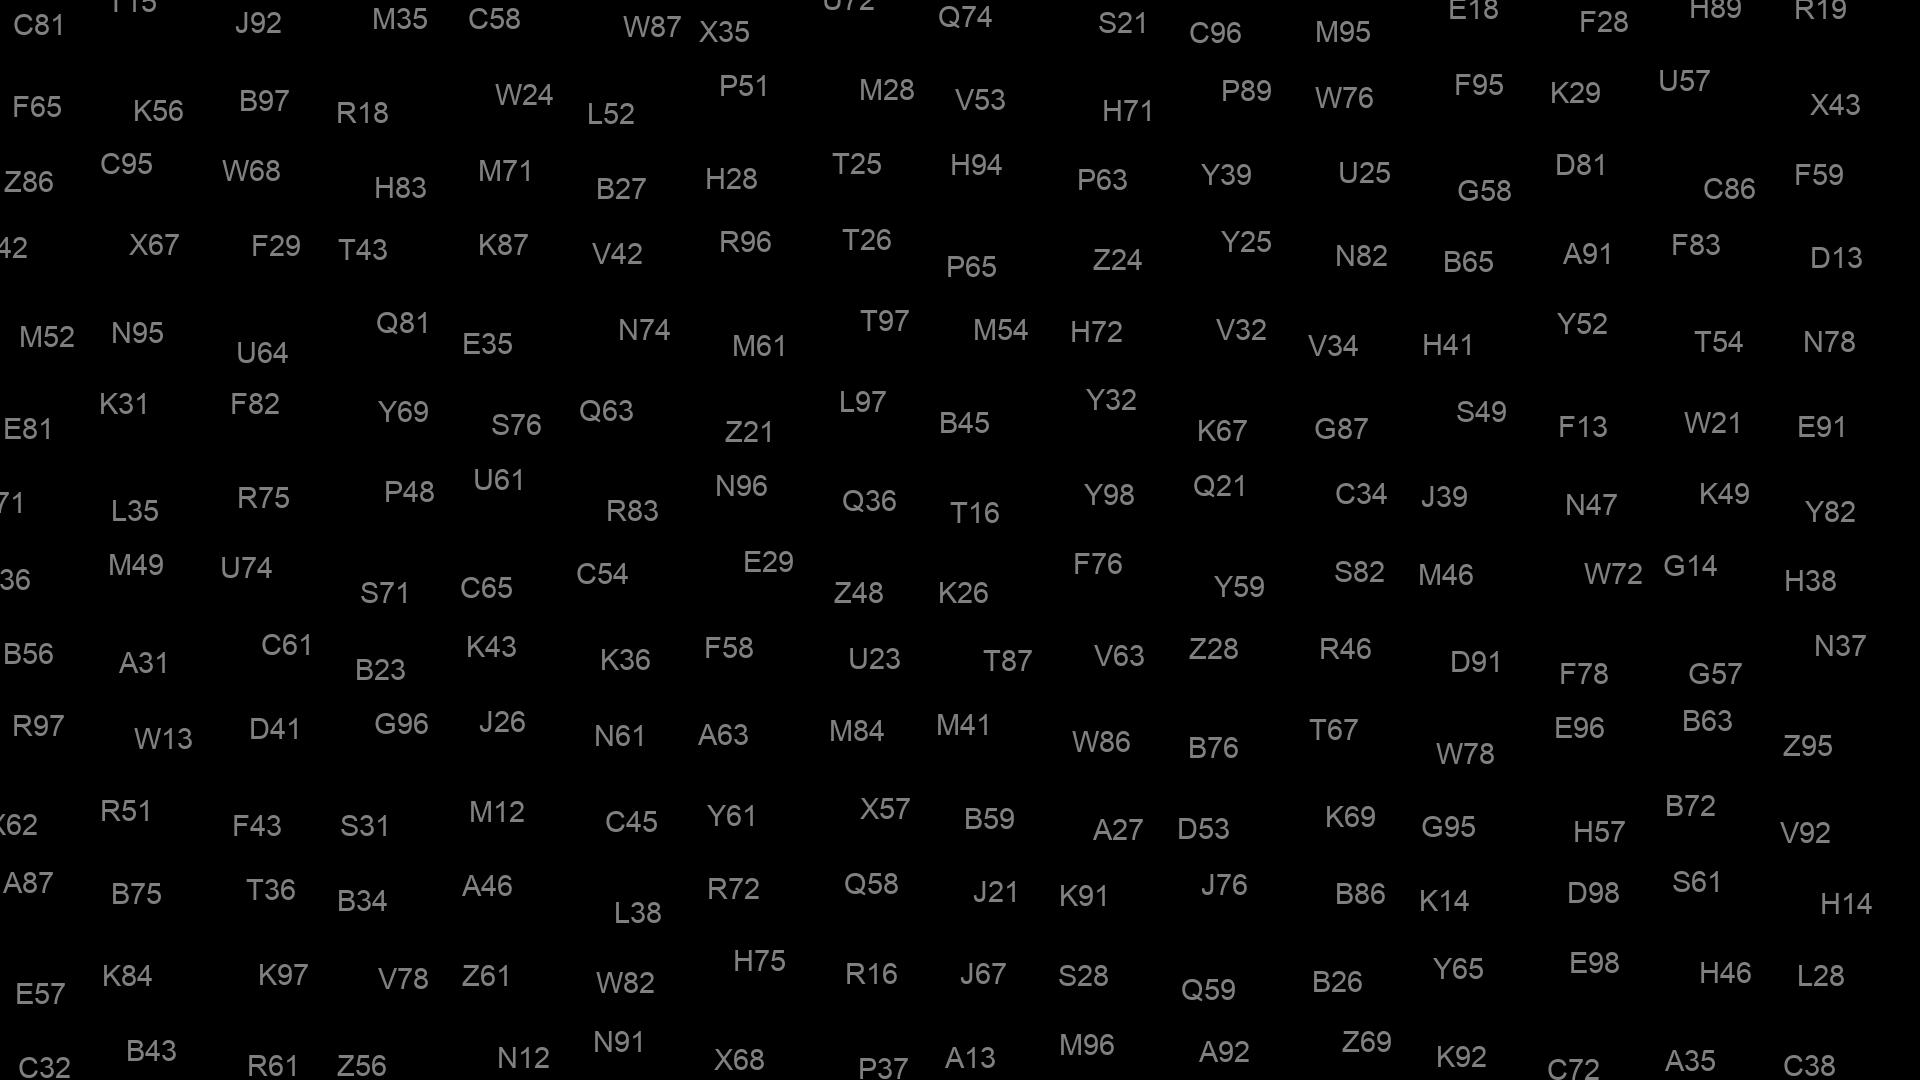 C81 J92 M35 C58 W87 X35 U72 Q74 S21 C96 M95 E18 F28 H89 R19
F65 K56 B97 R18 W24 L52 P51 M28 V53 H71 P89 W76 F95 K29 U57 X43
Z86 C95 W68 H83 M71 B27 H28 T25 H94 P63 Y39 U25 G58 D81 C86 F59
42 X67 F29 T43 K87 V42 R96 T26 P65 Z24 Y25 N82 B65 A91 F83 D13
M52 N95 U64 Q81 E35 N74 M61 T97 M54 H72 V32 V34 H41 Y52 T54 N78
E81 K31 F82 Y69 S76 Q63 Z21 L97 B45 Y32 K67 G87 S49 F13 W21 E91
71 L35 R75 P48 U61 R83 N96 Q36 T16 Y98 Q21 C34 J39 N47 K49 Y82
36 M49 U74 S71 C65 C54 E29 Z48 K26 F76 Y59 S82 M46 W72 G14 H38
B56 A31 C61 B23 K43 K36 F58 U23 T87 V63 Z28 R46 D91 F78 G57 N37
R97 W13 D41 G96 J26 N61 A63 M84 M41 W86 B76 T67 W78 E96 B63 Z95
X62 R51 F43 S31 M12 C45 Y61 X57 B59 A27 D53 K69 G95 H57 B72 V92
A87 B75 T36 B34 A46 L38 R72 Q58 J21 K91 J76 B86 K14 D98 S61 H14
E57 K84 K97 V78 Z61 W82 H75 R16 J67 S28 Q59 B26 Y65 E98 H46 L28
C32 B43 R61 Z56 N12 N91 X68 P37 A13 M96 A92 Z69 K92 C72 A35 C38